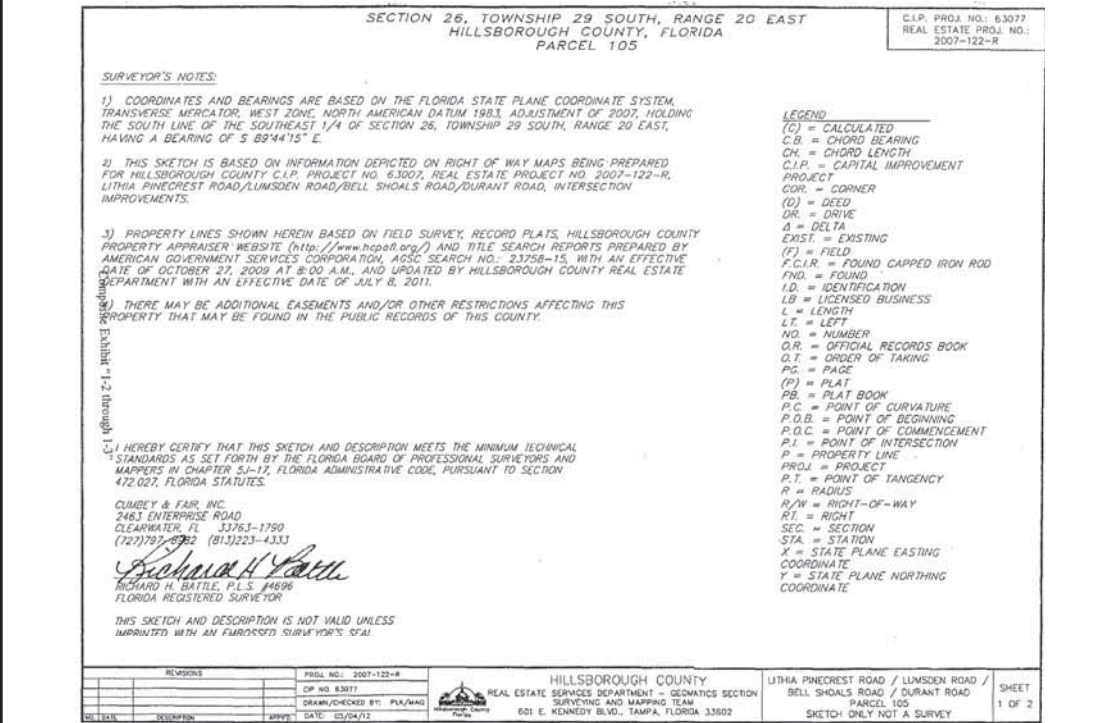 SECTION 26, TOWNSHIP 29 SOUTH, RANGE 20 EAST
HILLSBOROUGH COUNTY, FLORIDA
PARCEL 105
C.I.P. PROJ. NO.: 63077
REAL ESTATE PROJ. NO.:
2007-122-R
SURVEYOR'S NOTES:
1) COORDINATES AND BEARINGS ARE BASED ON THE FLORIDA STATE PLANE COORDINATE SYSTEM,
TRANSVERSE MERCATOR, WEST ZONE, NORTH AMERICAN DATUM 1983, ADJUSTMENT OF 2007, HOLDING
THE SOUTH LINE OF THE SOUTHEAST 1/4 OF SECTION 26, TOWNSHIP 29 SOUTH, RANGE 20 EAST,
HAVING A BEARING OF S 89°44'15" E.
2) THIS SKETCH IS BASED ON INFORMATION DEPICTED ON RIGHT OF WAY MAPS BEING PREPARED
FOR HILLSBOROUGH COUNTY C.I.P. PROJECT NO. 63007, REAL ESTATE PROJECT NO. 2007-122-R,
LITHIA PINECREST ROAD/LUMSDEN ROAD/BELL SHOALS ROAD/DURANT ROAD, INTERSECTION
IMPROVEMENTS.
3) PROPERTY LINES SHOWN HEREIN BASED ON FIELD SURVEY, RECORD PLATS, HILLSBOROUGH COUNTY
PROPERTY APPRAISER WEBSITE (http://www.hcpafl.org/) AND TITLE SEARCH REPORTS PREPARED BY
AMERICAN GOVERNMENT SERVICES CORPORATION, AGSC SEARCH NO.: 23758-15, WITH AN EFFECTIVE
DATE OF OCTOBER 27, 2009 AT 8:00 A.M., AND UPDATED BY HILLSBOROUGH COUNTY REAL ESTATE
DEPARTMENT WITH AN EFFECTIVE DATE OF JULY 8, 2011.
4) THERE MAY BE ADDITIONAL EASEMENTS AND/OR OTHER RESTRICTIONS AFFECTING THIS
PROPERTY THAT MAY BE FOUND IN THE PUBLIC RECORDS OF THIS COUNTY.
Composite Exhibit "1-2 through 1-3"
I HEREBY CERTIFY THAT THIS SKETCH AND DESCRIPTION MEETS THE MINIMUM TECHNICAL
STANDARDS AS SET FORTH BY THE FLORIDA BOARD OF PROFESSIONAL SURVEYORS AND
MAPPERS IN CHAPTER 5J-17, FLORIDA ADMINISTRATIVE CODE, PURSUANT TO SECTION
472.027, FLORIDA STATUTES.
CUMBEY & FAIR, INC.
2463 ENTERPRISE ROAD
CLEARWATER, FL 33763-1790
(727)797-8982 (813)223-4333
Richard H Battle
RICHARD H. BATTLE, P.L.S. #4696
FLORIDA REGISTERED SURVEYOR
THIS SKETCH AND DESCRIPTION IS NOT VALID UNLESS
IMPRINTED WITH AN EMBOSSED SURVEYOR'S SEAL
LEGEND
(C) = CALCULATED
C.B. = CHORD BEARING
CH. = CHORD LENGTH
C.I.P. = CAPITAL IMPROVEMENT
PROJECT
COR. = CORNER
(D) = DEED
DR. = DRIVE
Δ = DELTA
EXIST. = EXISTING
(F) = FIELD
F.C.I.R. = FOUND CAPPED IRON ROD
FND. = FOUND
I.D. = IDENTIFICATION
LB = LICENSED BUSINESS
L = LENGTH
LT. = LEFT
NO. = NUMBER
O.R. = OFFICIAL RECORDS BOOK
O.T. = ORDER OF TAKING
PG. = PAGE
(P) = PLAT
PB. = PLAT BOOK
P.C. = POINT OF CURVATURE
P.O.B. = POINT OF BEGINNING
P.O.C. = POINT OF COMMENCEMENT
P.I. = POINT OF INTERSECTION
P = PROPERTY LINE
PROJ. = PROJECT
P.T. = POINT OF TANGENCY
R = RADIUS
R/W = RIGHT-OF-WAY
RT. = RIGHT
SEC. = SECTION
STA. = STATION
X = STATE PLANE EASTING
COORDINATE
Y = STATE PLANE NORTHING
COORDINATE
REVISIONS
NO. DATE DESCRIPTION APPV'D.
PROJ. NO.: 2007-122-R
CIP NO. 63077
DRAWN/CHECKED BY: PLK/MAG
DATE: 05/04/12
Hillsborough County
Florida
HILLSBOROUGH COUNTY
REAL ESTATE SERVICES DEPARTMENT - GEOMATICS SECTION
SURVEYING AND MAPPING TEAM
601 E. KENNEDY BLVD., TAMPA, FLORIDA 33602
LITHIA PINECREST ROAD / LUMSDEN ROAD /
BELL SHOALS ROAD / DURANT ROAD
PARCEL 105
SKETCH ONLY NOT A SURVEY
SHEET
1 OF 2